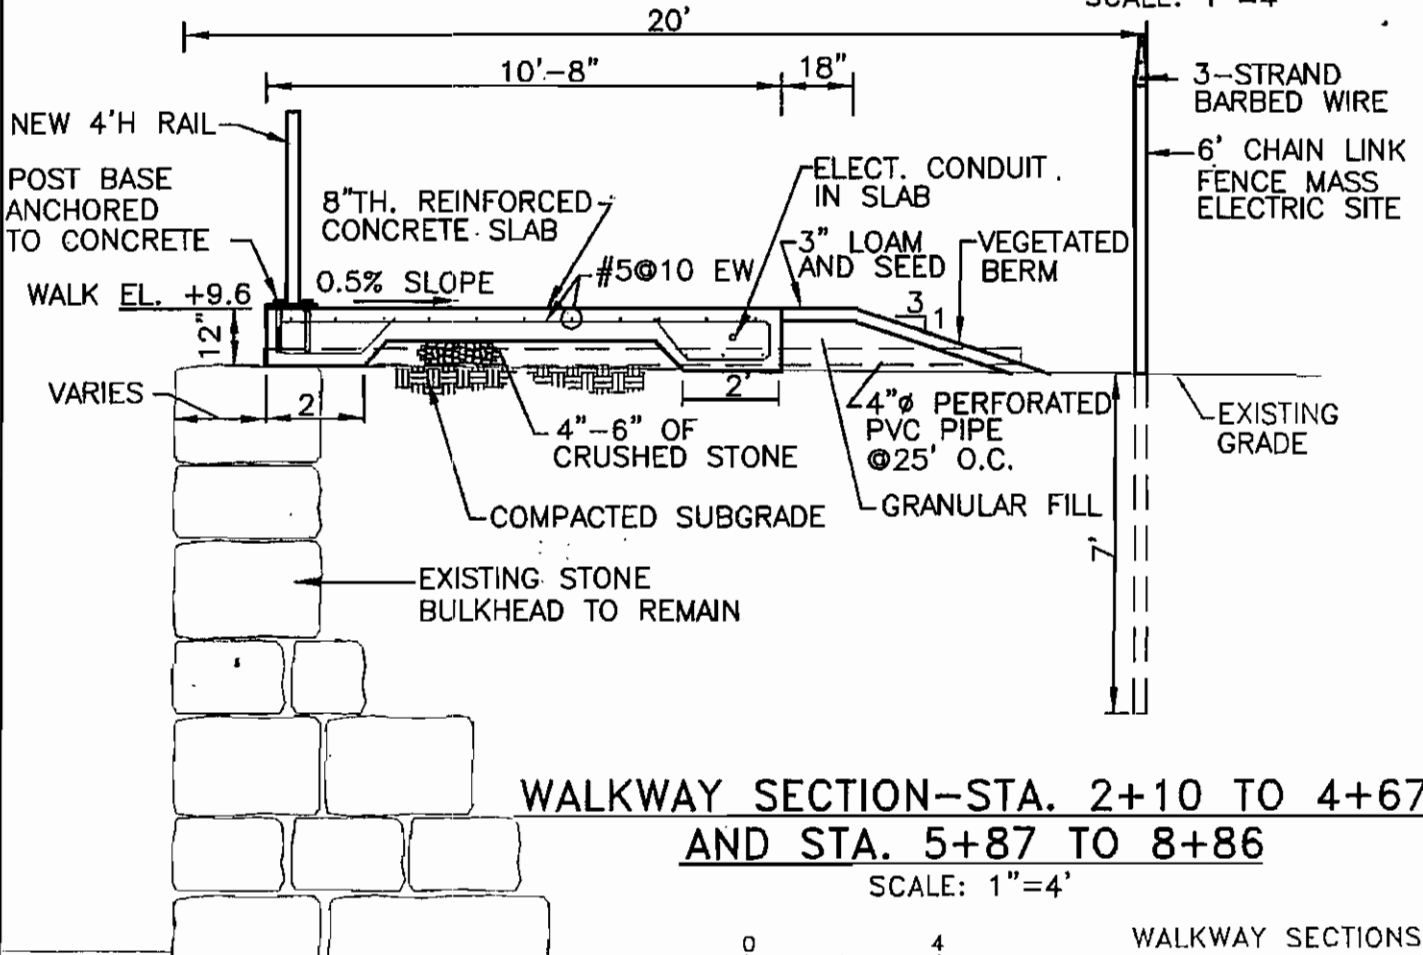 SCALE: 1"=4'
20'
10'-8"
18"
3-STRAND
BARBED WIRE
NEW 4'H RAIL
6' CHAIN LINK
FENCE MASS
ELECTRIC SITE
POST BASE
ANCHORED
TO CONCRETE
8"TH. REINFORCED
CONCRETE SLAB
ELECT. CONDUIT
IN SLAB
3" LOAM
AND SEED
VEGETATED
BERM
#5@10 EW
0.5% SLOPE
WALK EL. +9.6
3
1
12"
VARIES
2'
2'
4"-6" OF
CRUSHED STONE
4"ø PERFORATED
PVC PIPE
@25' O.C.
EXISTING
GRADE
COMPACTED SUBGRADE
GRANULAR FILL
7'
EXISTING STONE
BULKHEAD TO REMAIN
WALKWAY SECTION-STA. 2+10 TO 4+67
AND STA. 5+87 TO 8+86
SCALE: 1"=4'
0 4
WALKWAY SECTIONS